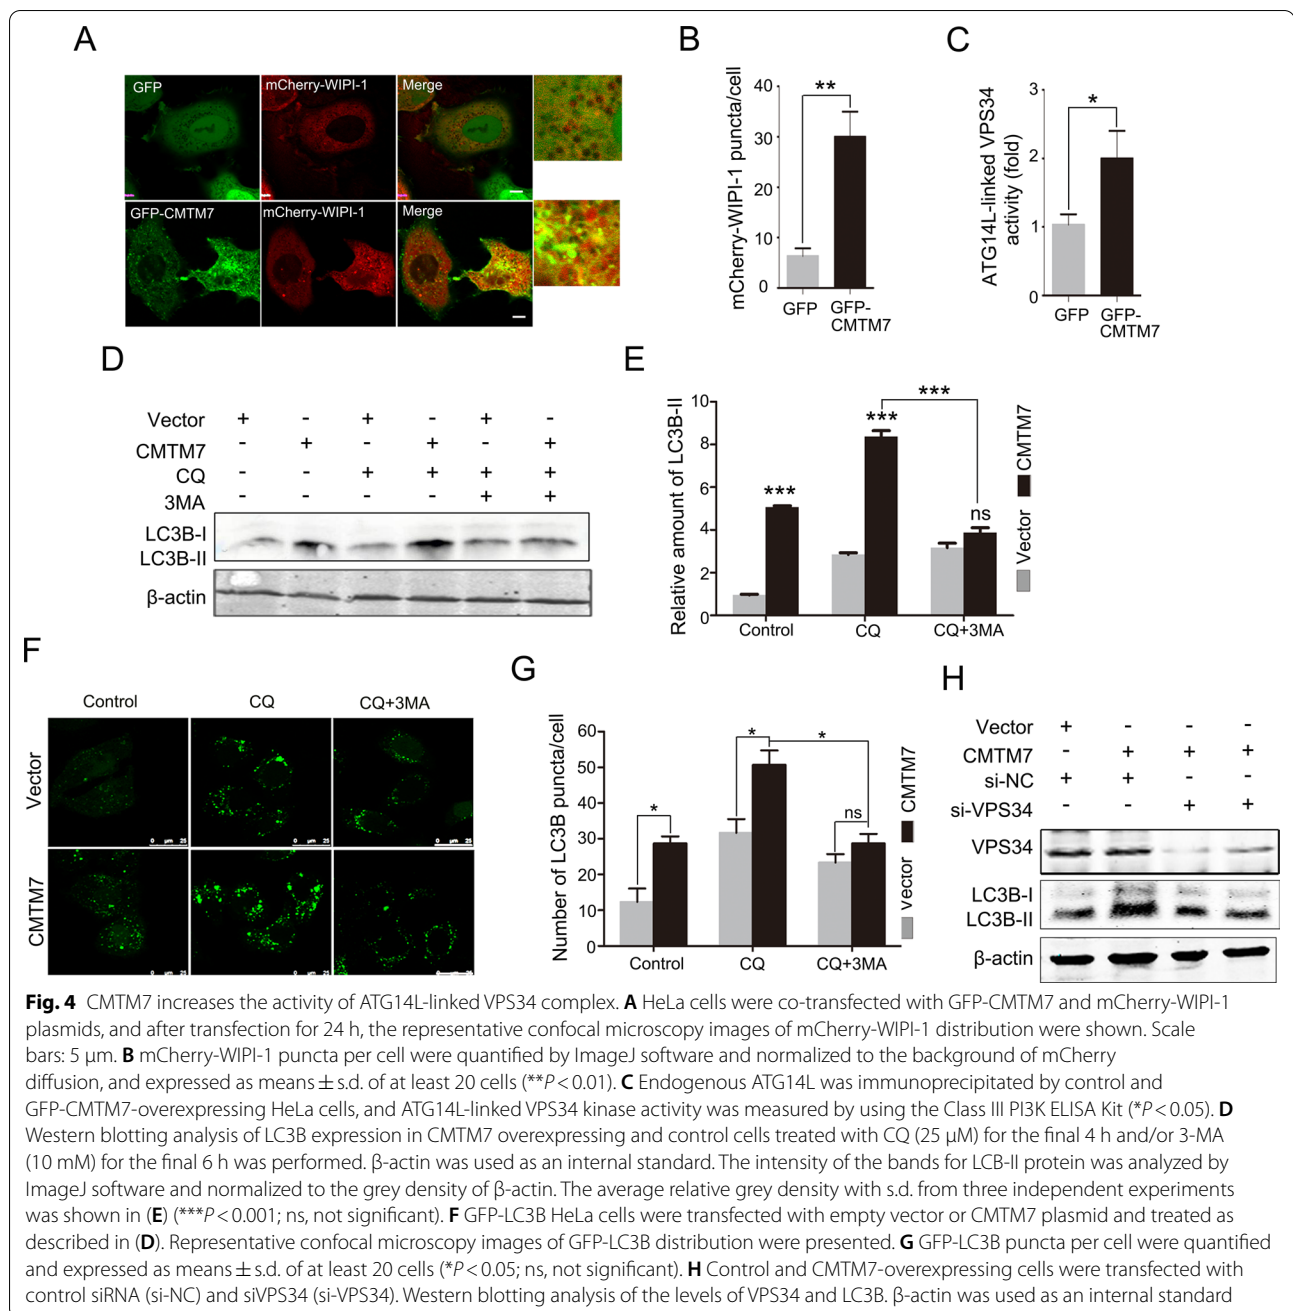 A
GFP
mCherry-WIPI-1
Merge
GFP-CMTM7
mCherry-WIPI-1
Merge
B
mCherry-WIPI-1 puncta/cell
40
30
20
10
0
**
GFP
GFP-
CMTM7
C
ATG14L-linked VPS34
activity (fold)
3
2
1
0
*
GFP
GFP-
CMTM7
D
Vector + - + - + -
CMTM7 - + - + - +
CQ - - + + + +
3MA - - - - + +
LC3B-I
LC3B-II
β-actin
E
Relative amount of LC3B-II
10
8
6
4
2
0
***
***
***
ns
Control
CQ
CQ+3MA
Vector
CMTM7
F
Control
CQ
CQ+3MA
Vector
CMTM7
0 μm 25
0 μm 25
0 μm 25
0 μm 25
0 μm 25
G
Number of LC3B puncta/cell
60
50
40
30
20
10
0
*
*
*
ns
Control
CQ
CQ+3MA
Vector
CMTM7
H
Vector + - - -
CMTM7 - + + +
si-NC + + - -
si-VPS34 - - + +
VPS34
LC3B-I
LC3B-II
β-actin
Fig. 4 CMTM7 increases the activity of ATG14L-linked VPS34 complex. A HeLa cells were co-transfected with GFP-CMTM7 and mCherry-WIPI-1
plasmids, and after transfection for 24 h, the representative confocal microscopy images of mCherry-WIPI-1 distribution were shown. Scale
bars: 5 μm. B mCherry-WIPI-1 puncta per cell were quantified by ImageJ software and normalized to the background of mCherry
diffusion, and expressed as means ± s.d. of at least 20 cells (**P < 0.01). C Endogenous ATG14L was immunoprecipitated by control and
GFP-CMTM7-overexpressing HeLa cells, and ATG14L-linked VPS34 kinase activity was measured by using the Class III PI3K ELISA Kit (*P < 0.05). D
Western blotting analysis of LC3B expression in CMTM7 overexpressing and control cells treated with CQ (25 μM) for the final 4 h and/or 3-MA
(10 mM) for the final 6 h was performed. β-actin was used as an internal standard. The intensity of the bands for LCB-II protein was analyzed by
ImageJ software and normalized to the grey density of β-actin. The average relative grey density with s.d. from three independent experiments
was shown in (E) (***P < 0.001; ns, not significant). F GFP-LC3B HeLa cells were transfected with empty vector or CMTM7 plasmid and treated as
described in (D). Representative confocal microscopy images of GFP-LC3B distribution were presented. G GFP-LC3B puncta per cell were quantified
and expressed as means ± s.d. of at least 20 cells (*P < 0.05; ns, not significant). H Control and CMTM7-overexpressing cells were transfected with
control siRNA (si-NC) and siVPS34 (si-VPS34). Western blotting analysis of the levels of VPS34 and LC3B. β-actin was used as an internal standard